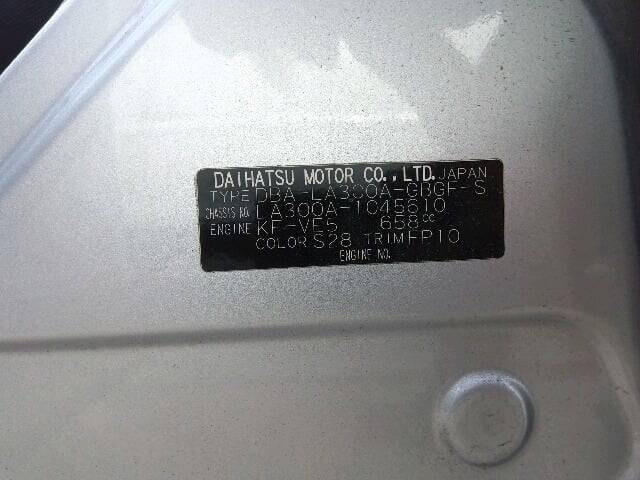 DAIHATSU MOTOR CO.,LTD. JAPAN
TYPE DBA-LA300A-GBGF-S
CHASSIS NO. LA300A-1045610
ENGINE KF-VE5 658cc
COLOR S28 TRIM FP10
ENGINE NO.